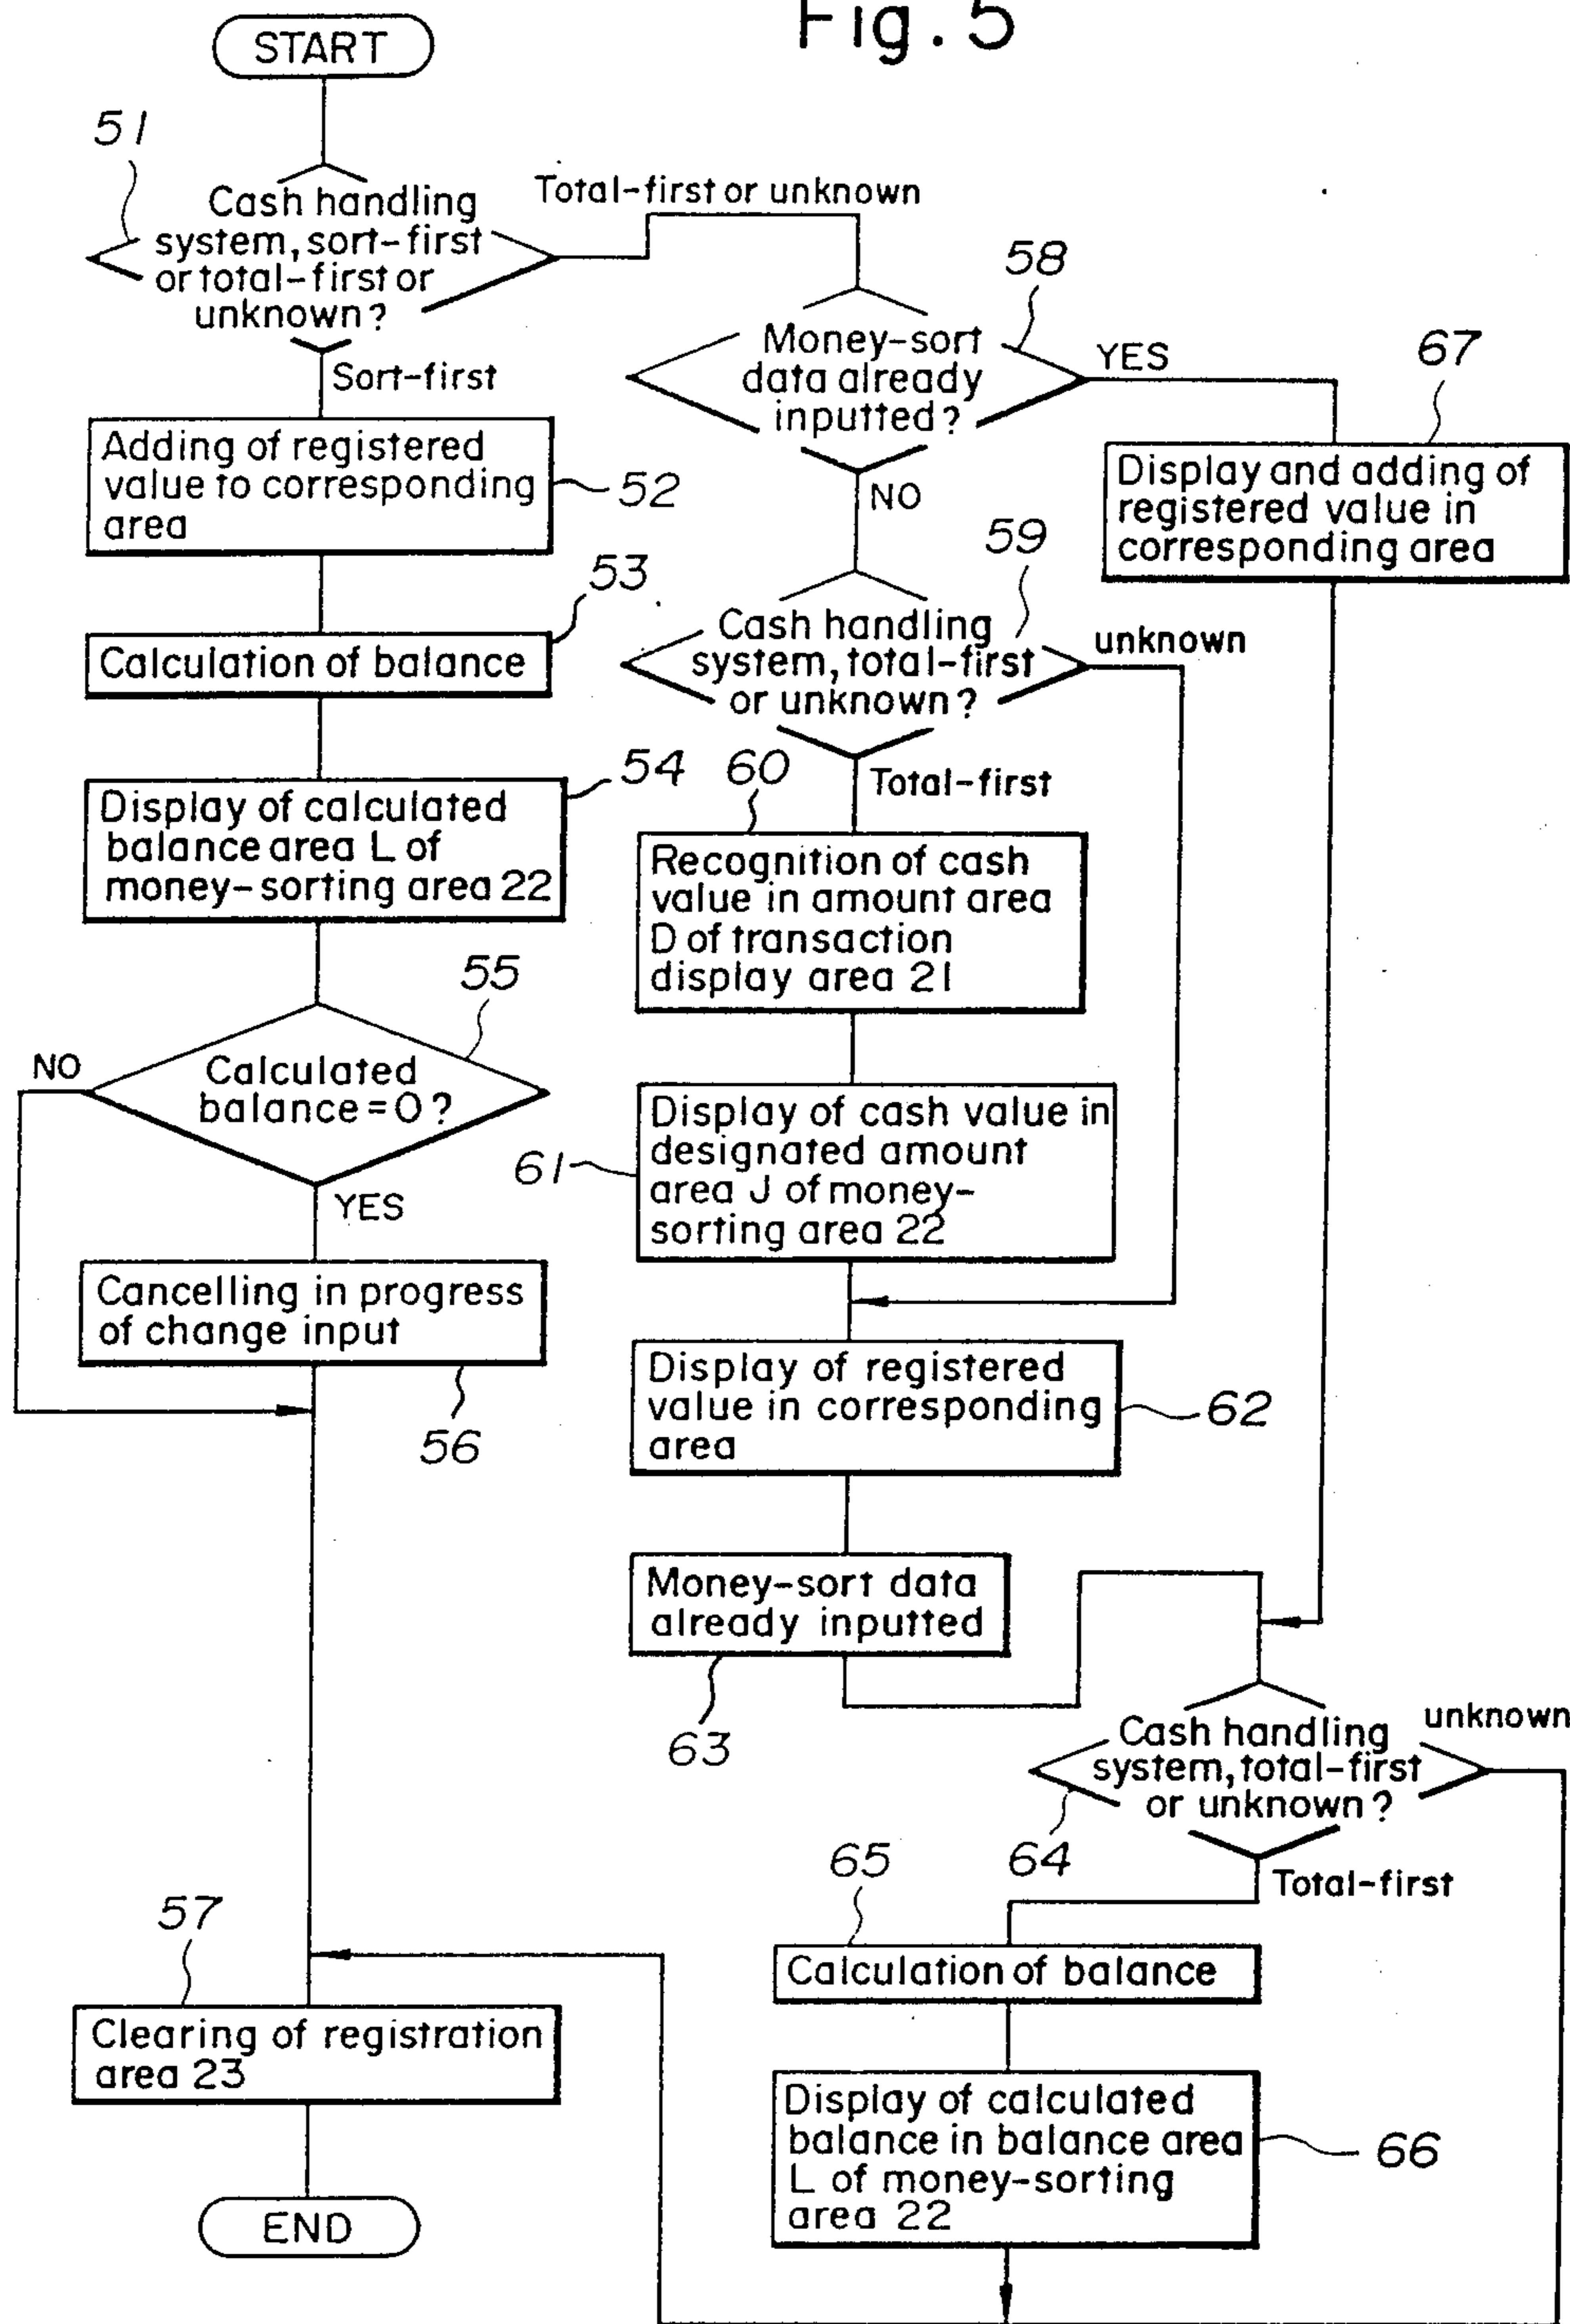 Fig. 5
START
51
Cash handling
system, sort-first
or total-first or
unknown?
Total-first or unknown
Sort-first
Adding of registered
value to corresponding
area
52
53
Calculation of balance
54
Display of calculated
balance area L of
money-sorting area 22
55
NO
Calculated
balance=0?
YES
Cancelling in progress
of change input
56
57
Clearing of registration
area 23
END
58
Money-sort
data already
inputted?
YES
NO
67
Display and adding of
registered value in
corresponding area
59
Cash handling
system, total-first
or unknown?
unknown
Total-first
60
Recognition of cash
value in amount area
D of transaction
display area 21
61
Display of cash value in
designated amount
area J of money-
sorting area 22
Display of registered
value in corresponding
area
62
Money-sort data
already inputted
63
Cash handling
system, total-first
or unknown?
unknown
64
Total-first
65
Calculation of balance
Display of calculated
balance in balance area
L of money-sorting
area 22
66